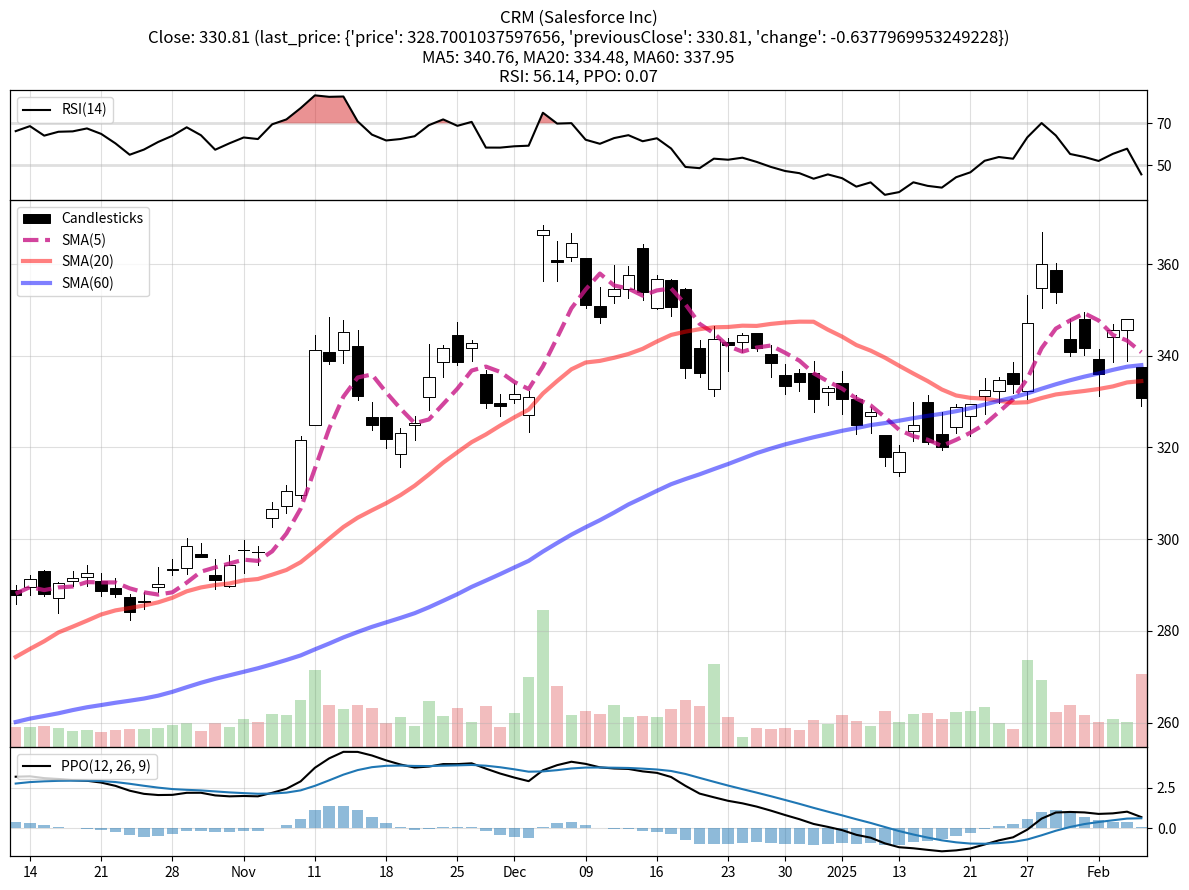 CRM (Salesforce Inc)
Close: 330.81 (last_price: {'price': 328.7001037597656, 'previousClose': 330.81, 'change': -0.6377969953249228})
MA5: 340.76, MA20: 334.48, MA60: 337.95
RSI: 56.14, PPO: 0.07
RSI(14)
70
50
Candlesticks
SMA(5)
SMA(20)
SMA(60)
360
340
320
300
280
260
PPO(12, 26, 9)
2.5
0.0
14 21 28 Nov 11 18 25 Dec 09 16 23 30 2025 13 21 27 Feb